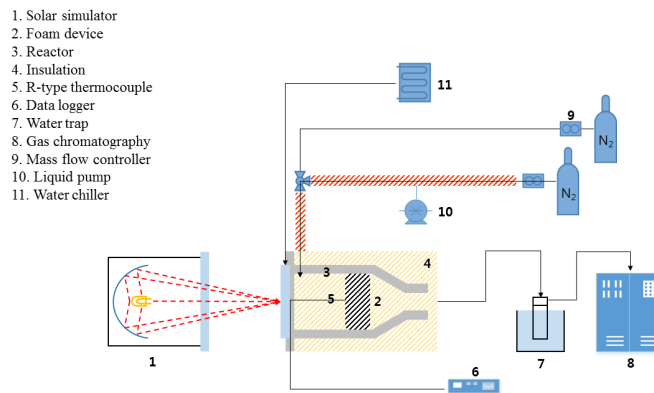 1. Solar simulator
2. Foam device
3. Reactor
4. Insulation
5. R-type thermocouple
6. Data logger
7. Water trap
8. Gas chromatography
9. Mass flow controller
10. Liquid pump
11. Water chiller
11
9
N₂
N₂
10
3
4
5
2
1
6
7
8